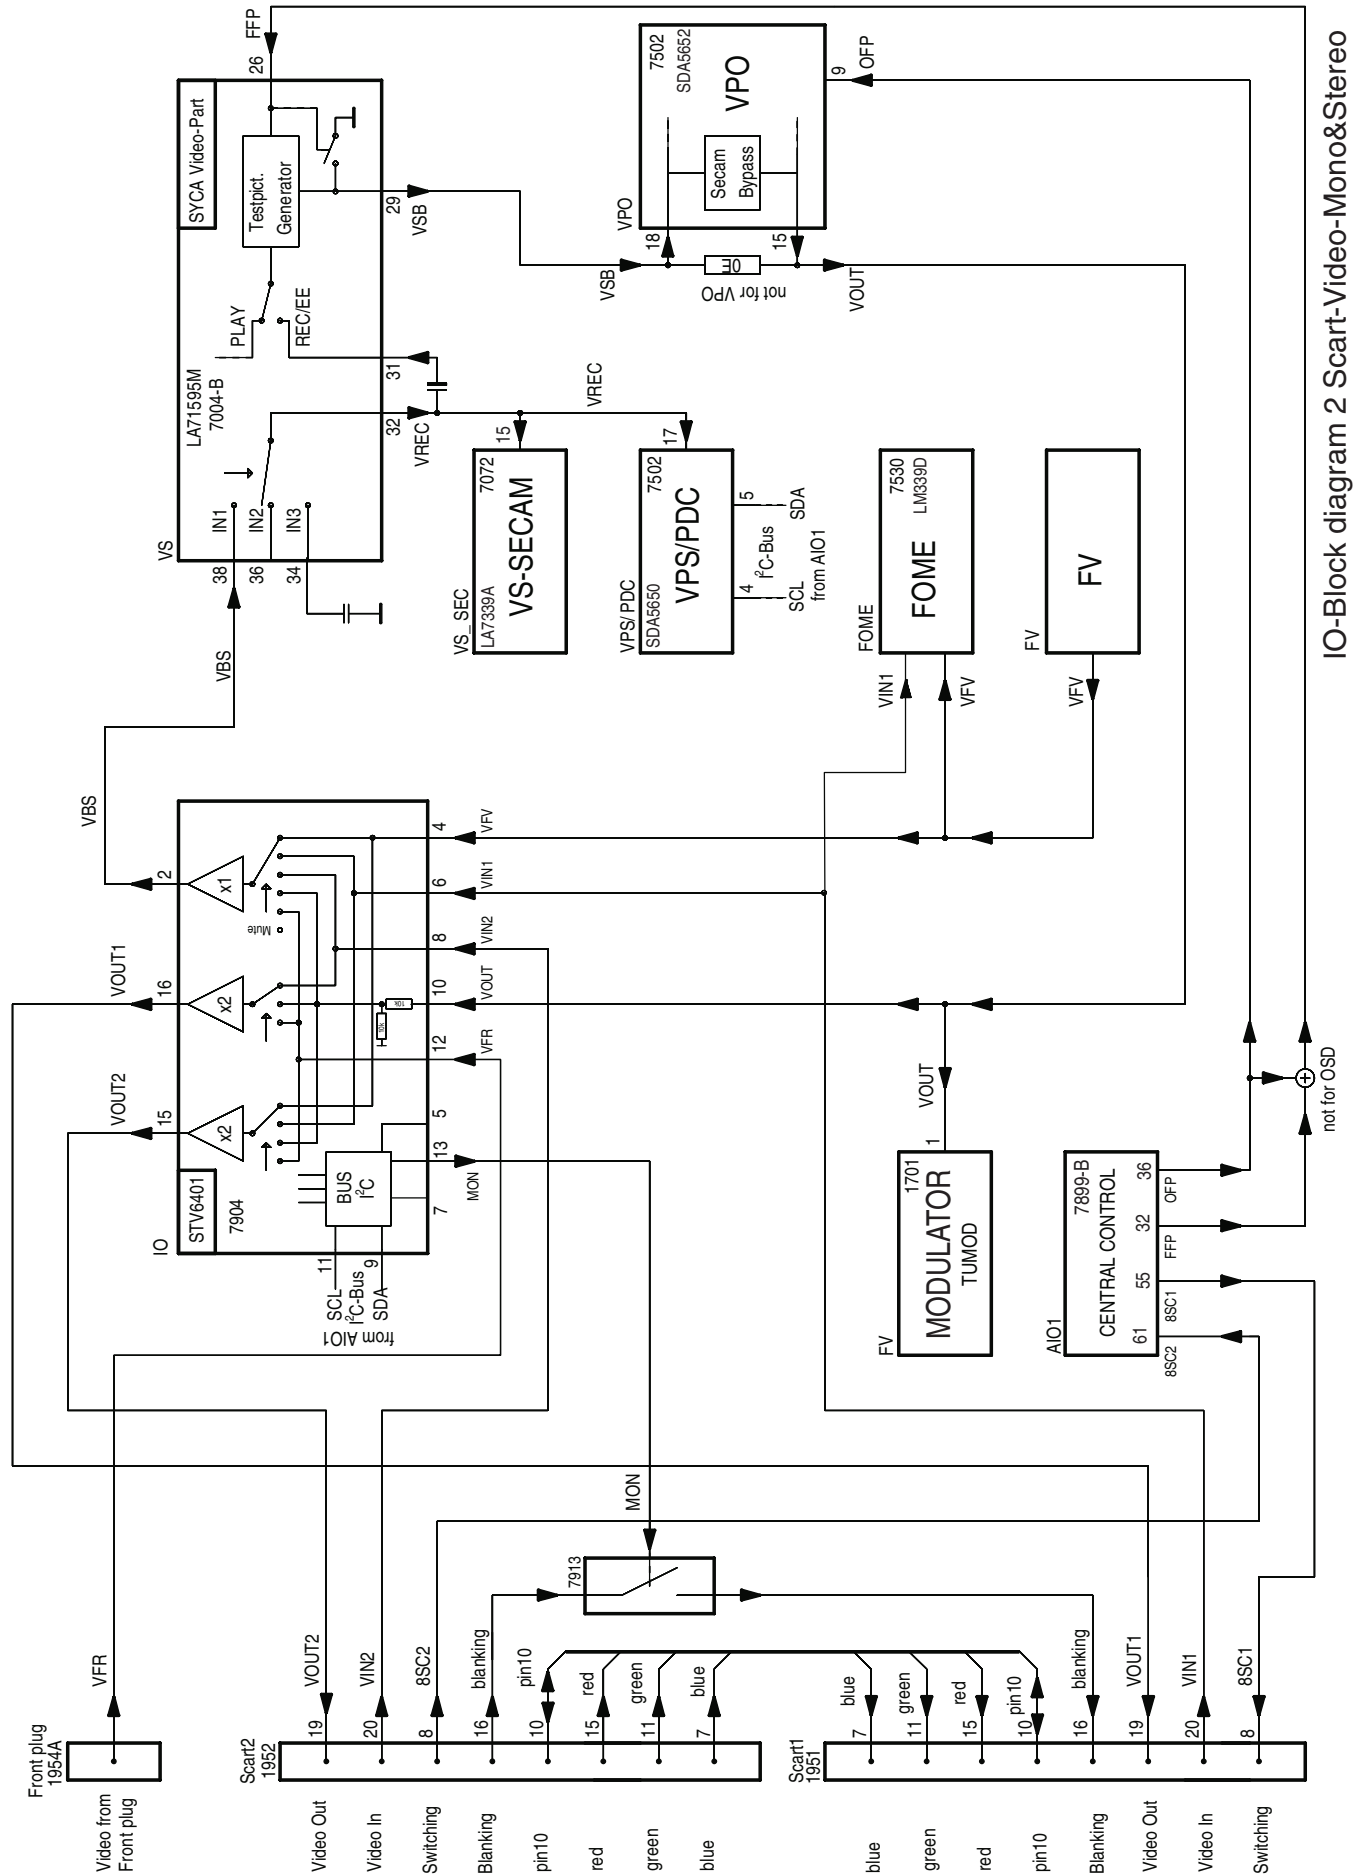 IO-Block diagram 2 Scart-Video-Mono&Stereo
Front plug
1954A
Video from
Front plug
VFR
Scart2
1952
Video Out
19
VOUT2
Video In
20
VIN2
Switching
8
8SC2
Blanking
16
blanking
pin10
10
pin10
red
15
red
green
11
green
blue
7
blue
Scart1
1951
blue
7
blue
green
11
green
red
15
red
pin10
10
pin10
Blanking
16
blanking
Video Out
19
VOUT1
Video In
20
VIN1
Switching
8
8SC1
7913
MON
IO
STV6401
7904
15
VOUT2
16
VOUT1
2
VBS
x2
x2
x1
Mute
BUS
I²C
11
SCL
I²C-Bus
9
SDA
from AIO1
7
13
MON
5
12
VFR
10k
10k
10
VOUT
8
VIN2
6
VIN1
4
VFV
FV
1701
MODULATOR
TUMOD
1
VOUT
AIO1
7899-B
CENTRAL CONTROL
61
8SC2
55
8SC1
32
FFP
36
OFP
not for OSD
VS
SYCA Video-Part
LA71595M
7004-B
VBS
38
IN1
36
IN2
34
IN3
PLAY
REC/EE
Testpict.
Generator
26
FFP
32
VREC
31
29
VSB
VREC
VS_SEC
LA7339A
7072
VS-SECAM
15
VPS/PDC
SDA5650
7502
VPS/PDC
17
4
5
SCL
I²C-Bus
SDA
from AIO1
VPO
7502
SDA5652
VPO
Secam
Bypass
18
15
9
OFP
VSB
0E
not for VPO
VOUT
FOME
7530
LM339D
FOME
VIN1
VFV
FV
FV
VFV